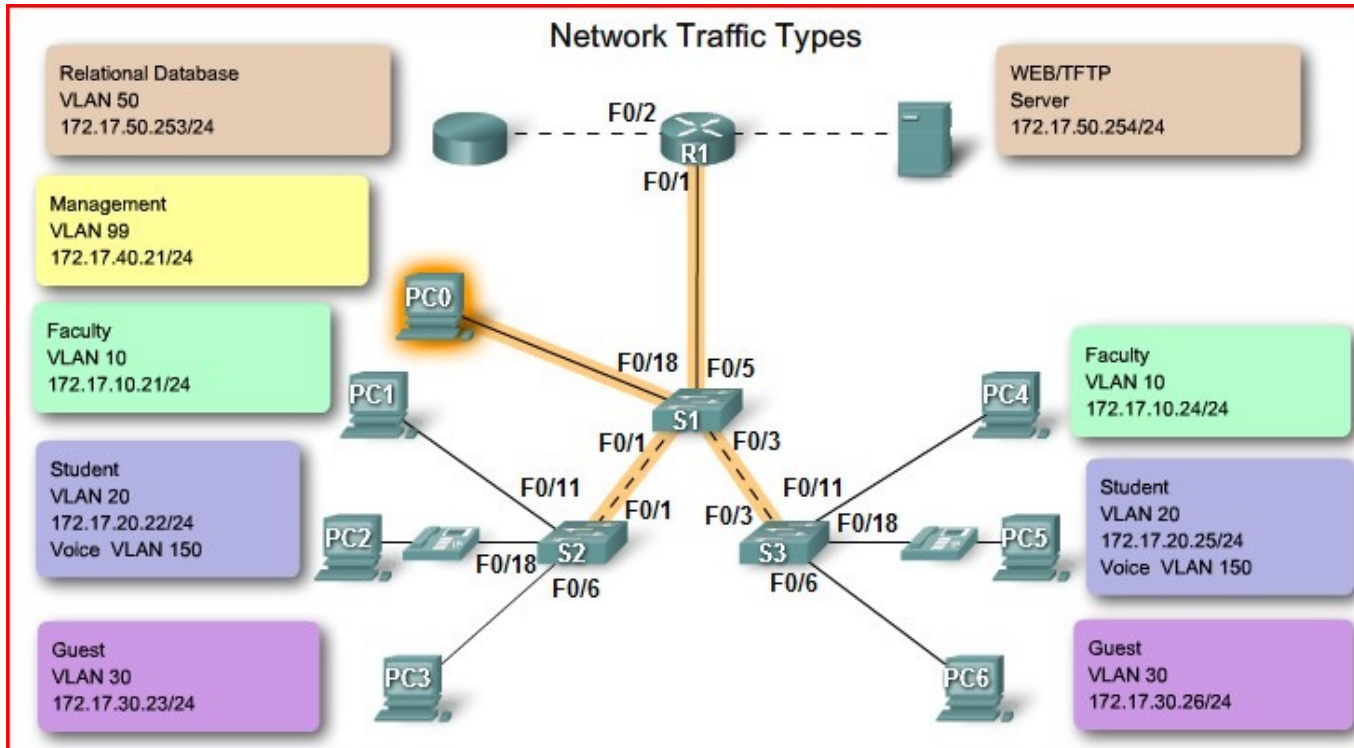 Network Traffic Types
Relational Database
VLAN 50
172.17.50.253/24
WEB/TFTP
Server
172.17.50.254/24
F0/2
R1
F0/1
Management
VLAN 99
172.17.40.21/24
PC0
Faculty
VLAN 10
172.17.10.21/24
PC1
F0/18
F0/5
S1
PC4
Faculty
VLAN 10
172.17.10.24/24
F0/1
F0/3
F0/11
F0/1
F0/3
F0/11
Student
VLAN 20
172.17.20.22/24
Voice VLAN 150
PC2
F0/18
S2
F0/6
S3
F0/18
F0/6
PC5
Student
VLAN 20
172.17.20.25/24
Voice VLAN 150
Guest
VLAN 30
172.17.30.23/24
PC3
PC6
Guest
VLAN 30
172.17.30.26/24